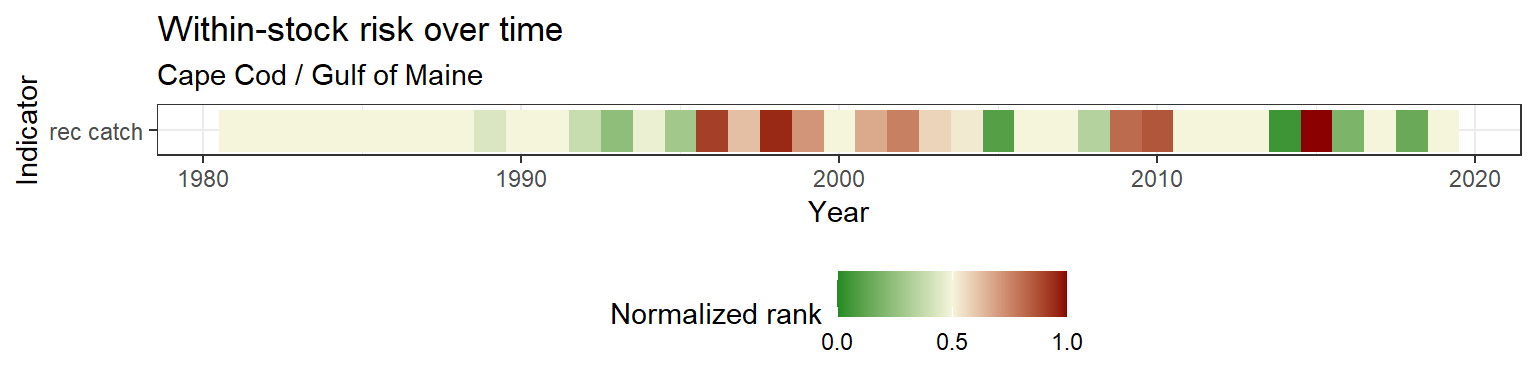 Within-stock risk over time
Cape Cod / Gulf of Maine
Indicator
rec catch
1980 1990 2000 2010 2020
Year
Normalized rank
0.0 0.5 1.0